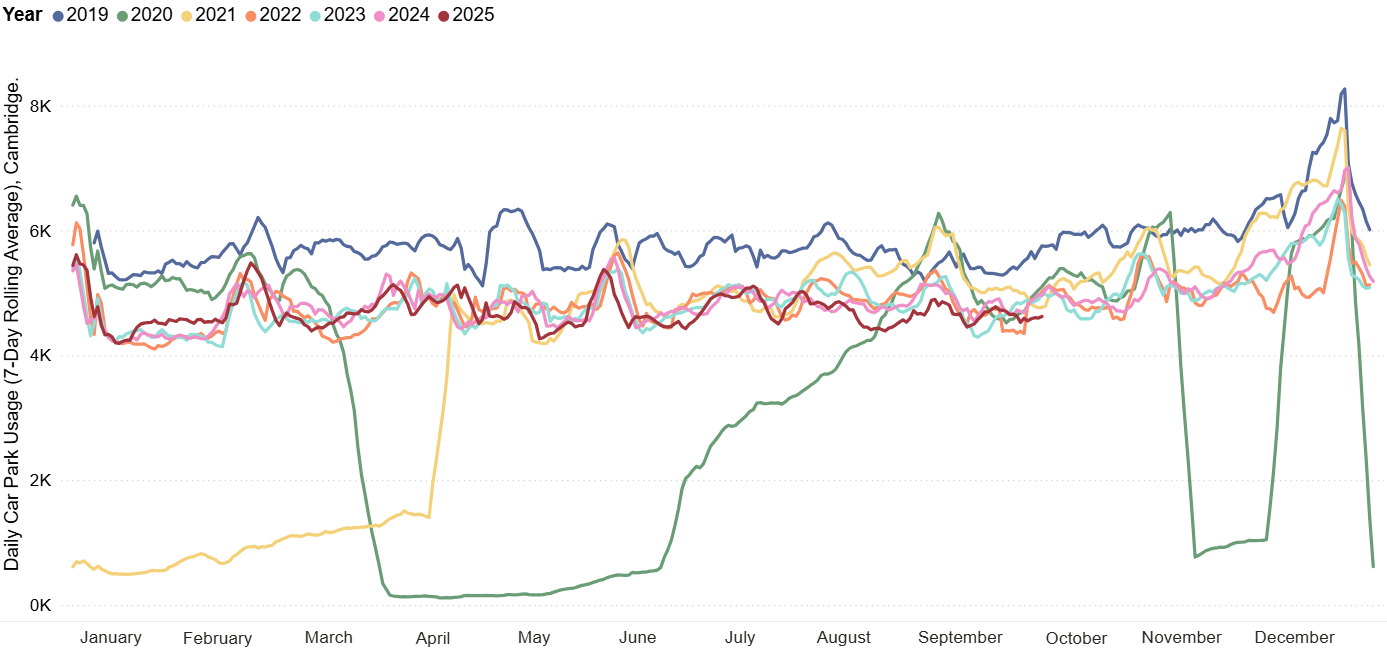 Year 2019 2020 2021 2022 2023 2024 2025
Daily Car Park Usage (7-Day Rolling Average), Cambridge.
8K
6K
4K
2K
0K
January February March April May June July August September October November December